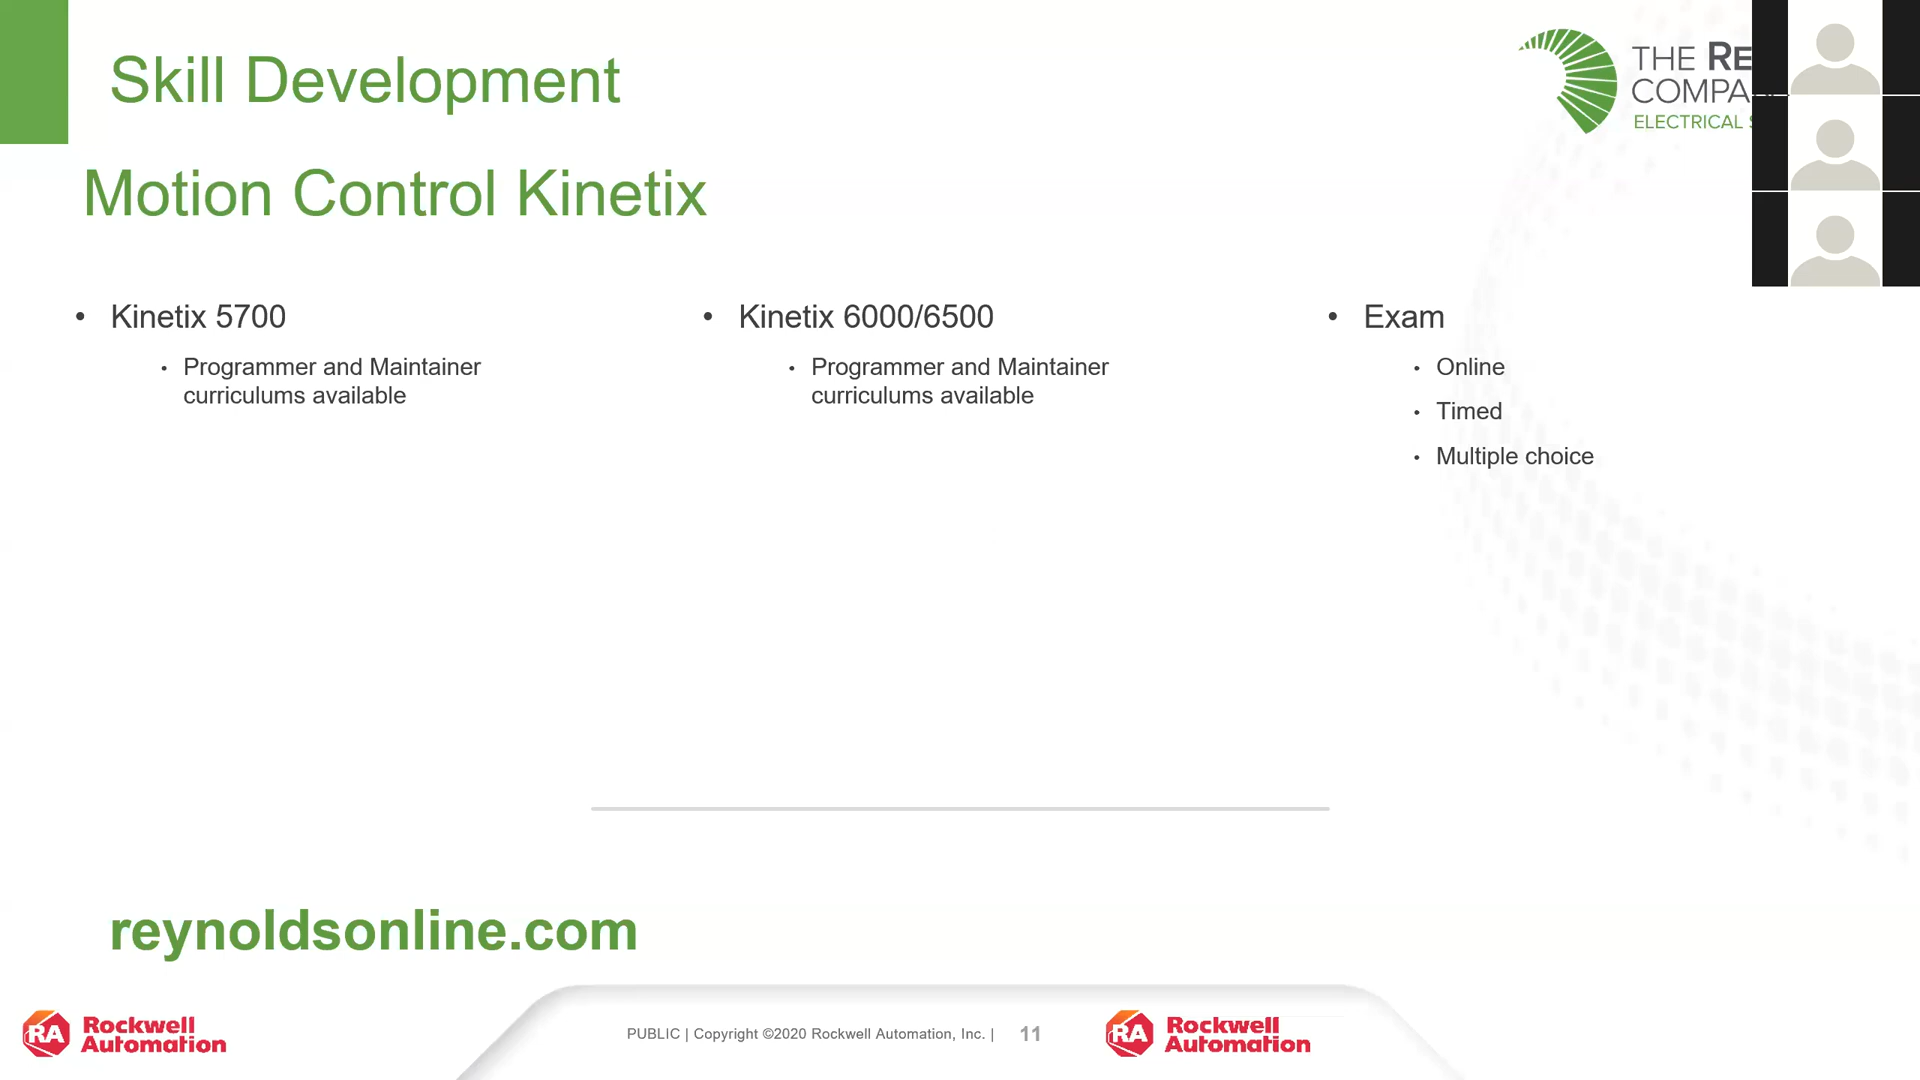 Skill Development
THE RE
COMPA
ELECTRICAL
Motion Control Kinetix
• Kinetix 5700
• Programmer and Maintainer
curriculums available
• Kinetix 6000/6500
• Programmer and Maintainer
curriculums available
• Exam
• Online
• Timed
• Multiple choice
reynoldsonline.com
RA Rockwell
Automation
PUBLIC | Copyright ©2020 Rockwell Automation, Inc. | 11
RA Rockwell
Automation